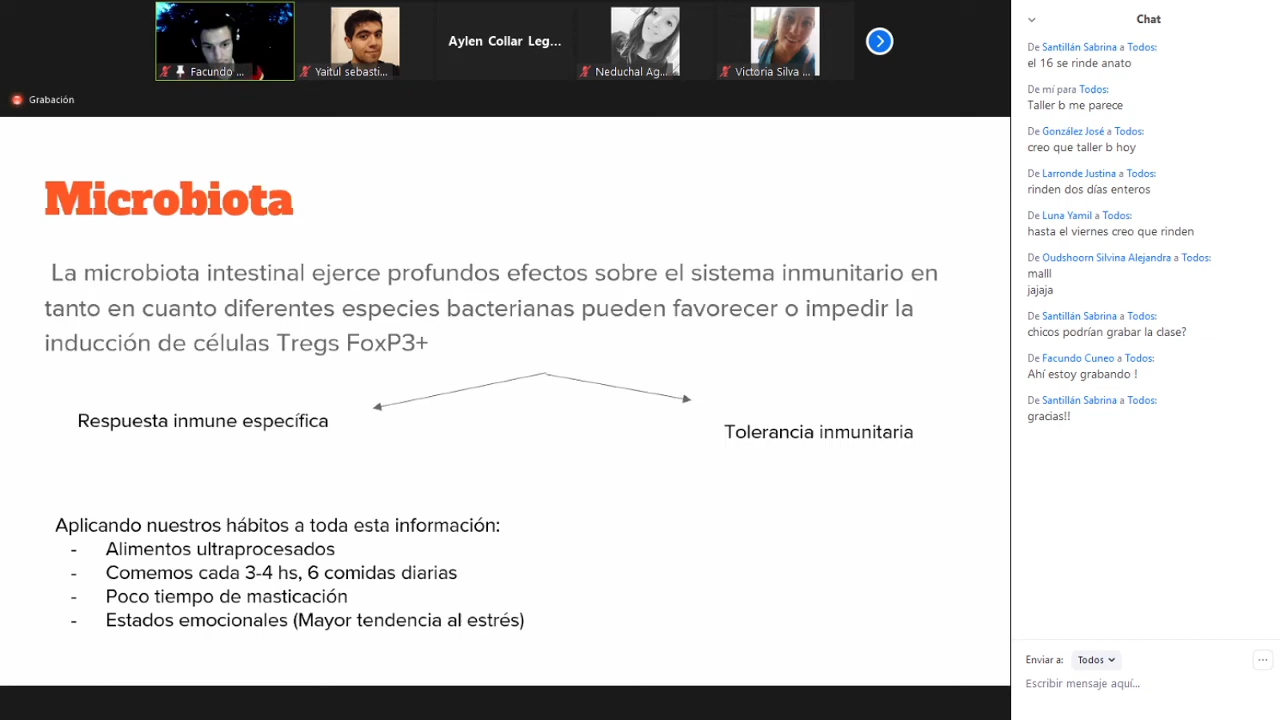 Facundo ...
Yaitul sebasti...
Aylen Collar Leg...
Neduchal Ag...
Victoria Silva ...
Grabación
Microbiota
La microbiota intestinal ejerce profundos efectos sobre el sistema inmunitario en
tanto en cuanto diferentes especies bacterianas pueden favorecer o impedir la
inducción de células Tregs FoxP3+
Respuesta inmune específica
Tolerancia inmunitaria
Aplicando nuestros hábitos a toda esta información:
- Alimentos ultraprocesados
- Comemos cada 3-4 hs, 6 comidas diarias
- Poco tiempo de masticación
- Estados emocionales (Mayor tendencia al estrés)
Chat
De Santillán Sabrina a Todos:
el 16 se rinde anato
De mí para Todos:
Taller b me parece
De González José a Todos:
creo que taller b hoy
De Larronde Justina a Todos:
rinden dos días enteros
De Luna Yamil a Todos:
hasta el viernes creo que rinden
De Oudshoorn Silvina Alejandra a Todos:
malll
jajaja
De Santillán Sabrina a Todos:
chicos podrían grabar la clase?
De Facundo Cuneo a Todos:
Ahí estoy grabando !
De Santillán Sabrina a Todos:
gracias!!
Enviar a: Todos
Escribir mensaje aquí...